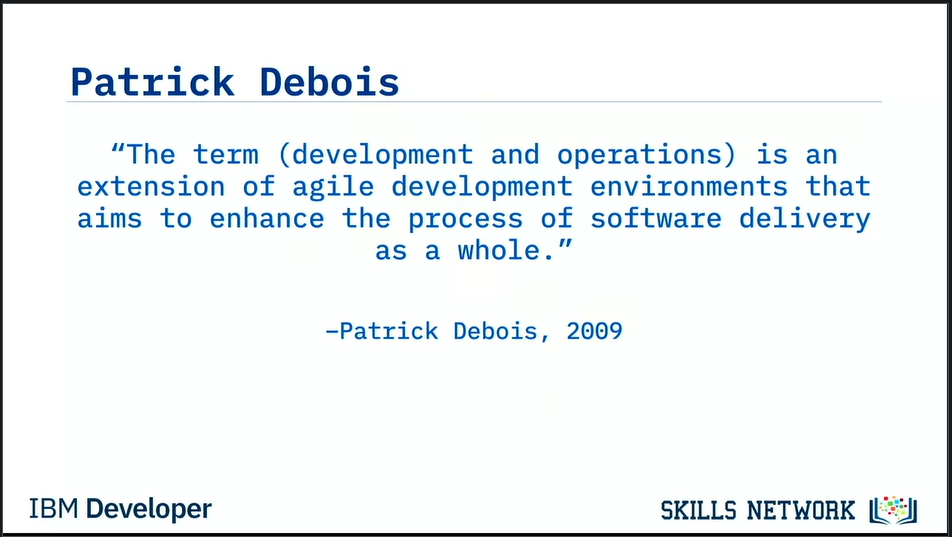 Patrick Debois
“The term (development and operations) is an
extension of agile development environments that
aims to enhance the process of software delivery
as a whole.”
–Patrick Debois, 2009
IBM Developer
SKILLS NETWORK